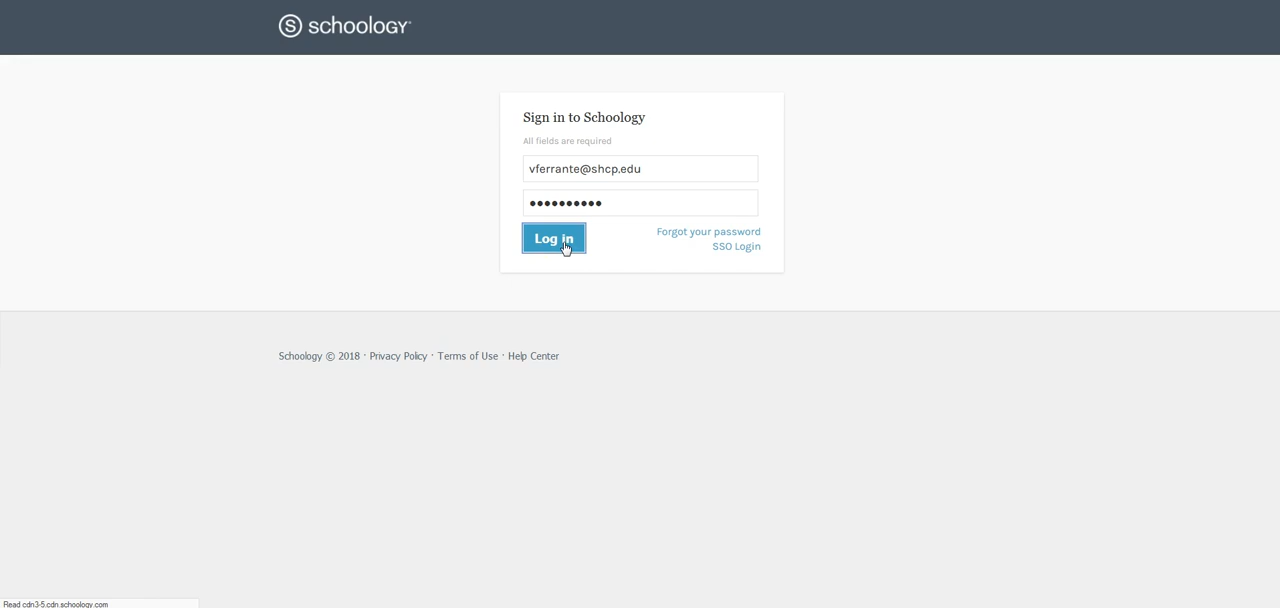 S schoology
Sign in to Schoology
All fields are required
vferrante@shcp.edu
••••••••••
Log in
Forgot your password
SSO Login
Schoology © 2018 · Privacy Policy · Terms of Use · Help Center
Read cdn3-5.cdn.schoology.com